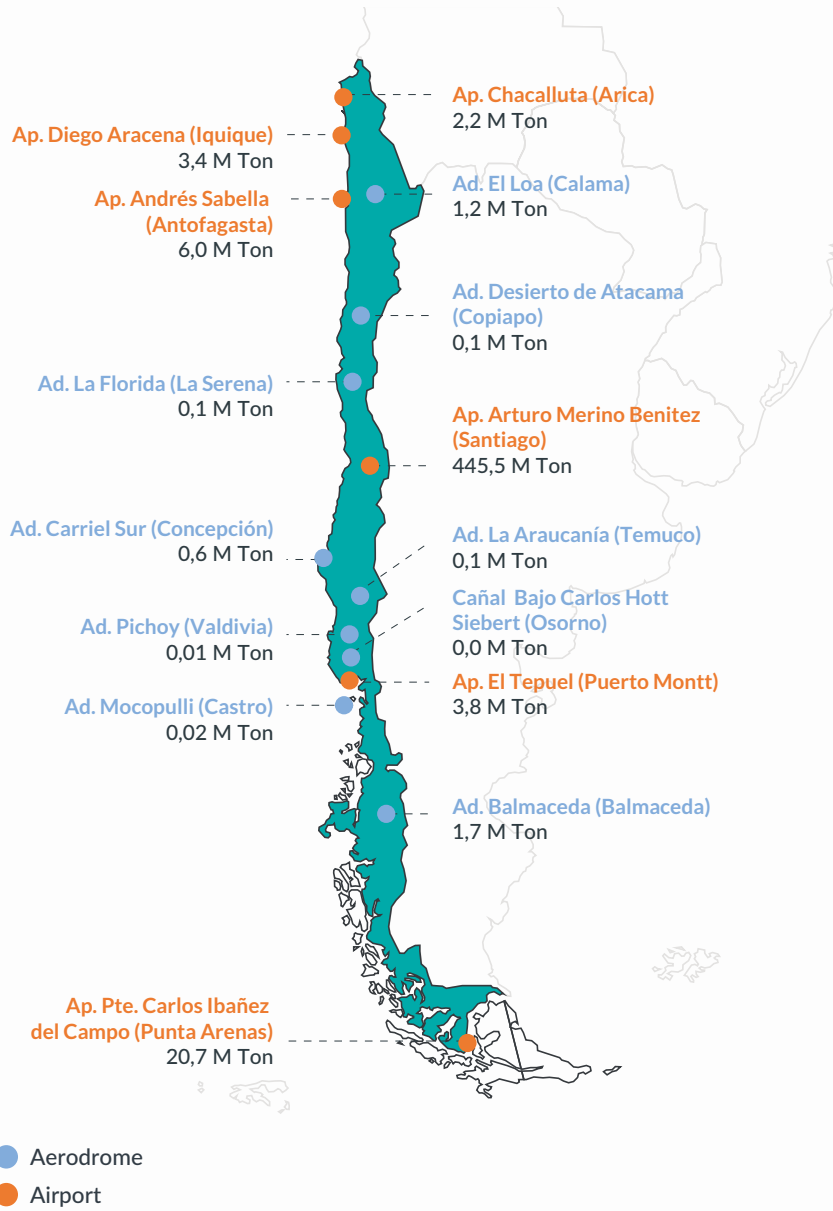 Ap. Chacalluta (Arica)
2,2 M Ton
Ap. Diego Aracena (Iquique)
3,4 M Ton
Ad. El Loa (Calama)
1,2 M Ton
Ap. Andrés Sabella
(Antofagasta)
6,0 M Ton
Ad. Desierto de Atacama
(Copiapo)
0,1 M Ton
Ad. La Florida (La Serena)
0,1 M Ton
Ap. Arturo Merino Benitez
(Santiago)
445,5 M Ton
Ad. Carriel Sur (Concepción)
0,6 M Ton
Ad. La Araucanía (Temuco)
0,1 M Ton
Cañal Bajo Carlos Hott
Siebert (Osorno)
0,0 M Ton
Ad. Pichoy (Valdivia)
0,01 M Ton
Ap. El Tepuel (Puerto Montt)
3,8 M Ton
Ad. Mocopulli (Castro)
0,02 M Ton
Ad. Balmaceda (Balmaceda)
1,7 M Ton
Ap. Pte. Carlos Ibañez
del Campo (Punta Arenas)
20,7 M Ton
Aerodrome
Airport